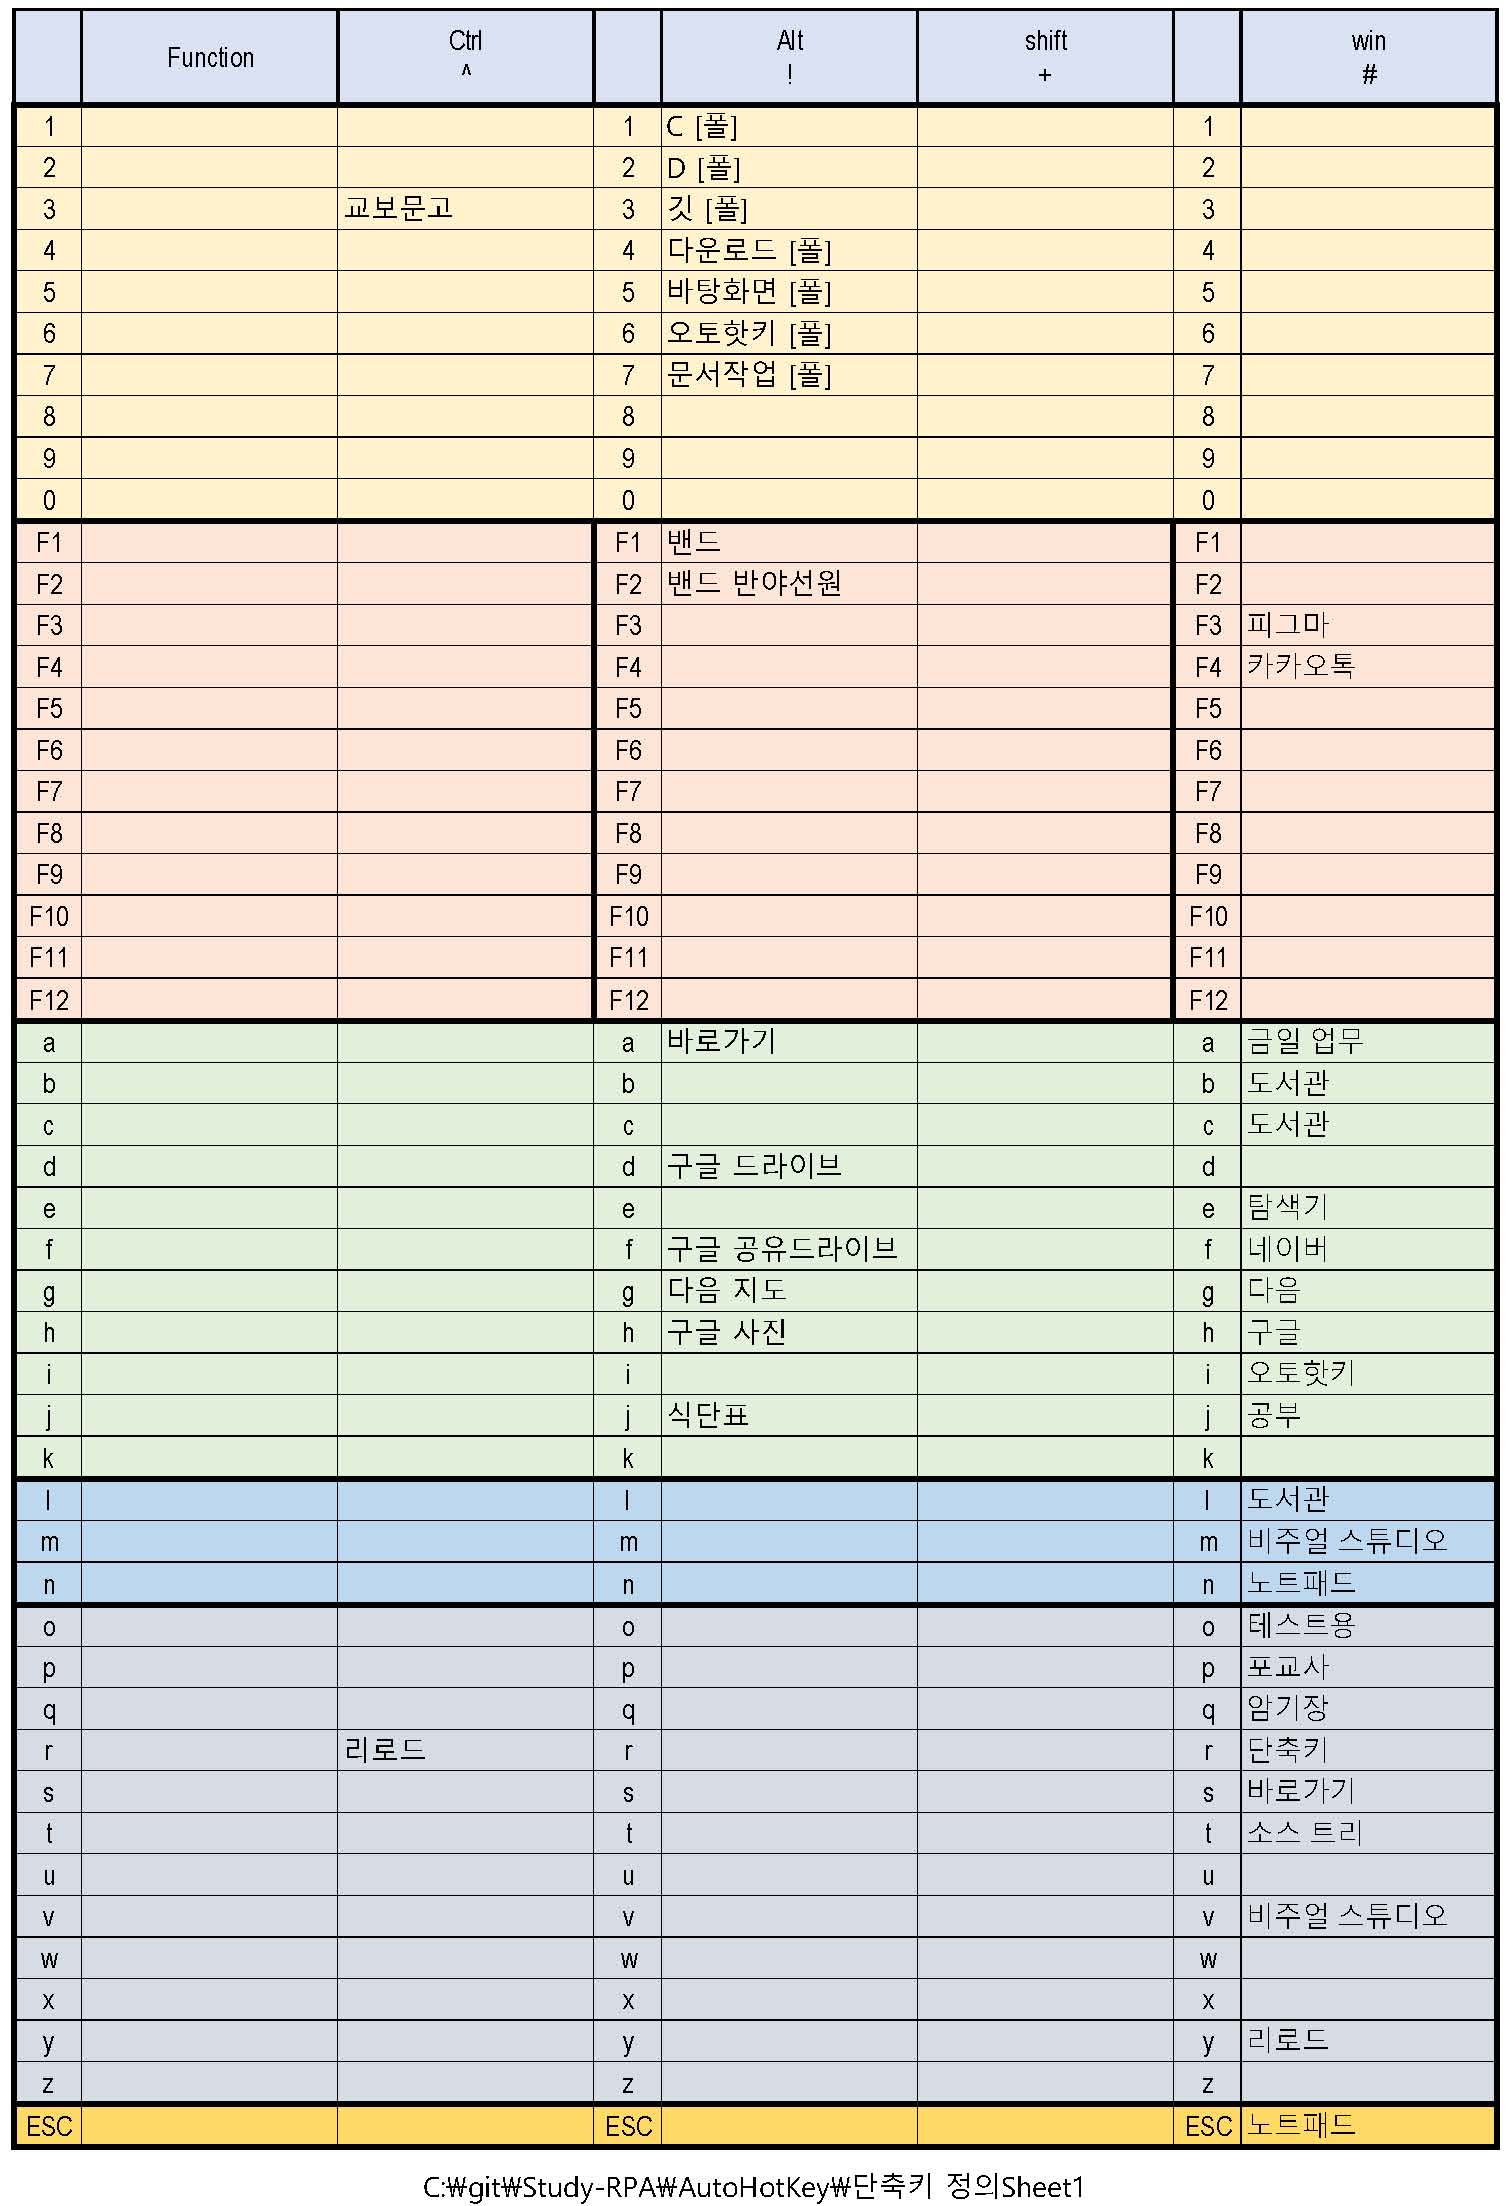 Function Ctrl Alt shift win
^ ! + #
1 1 C [폴] 1
2 2 D [폴] 2
3 교보문고 3 깃 [폴] 3
4 4 다운로드 [폴] 4
5 5 바탕화면 [폴] 5
6 6 오토핫키 [폴] 6
7 7 문서작업 [폴] 7
8 8 8
9 9 9
0 0 0
F1 F1 밴드 F1
F2 F2 밴드 반야선원 F2
F3 F3 F3 피그마
F4 F4 F4 카카오톡
F5 F5 F5
F6 F6 F6
F7 F7 F7
F8 F8 F8
F9 F9 F9
F10 F10 F10
F11 F11 F11
F12 F12 F12
a a 바로가기 a 금일 업무
b b b 도서관
c c c 도서관
d d 구글 드라이브 d
e e e 탐색기
f f 구글 공유드라이브 f 네이버
g g 다음 지도 g 다음
h h 구글 사진 h 구글
i i i 오토핫키
j j 식단표 j 공부
k k k
l l l 도서관
m m m 비주얼 스튜디오
n n n 노트패드
o o o 테스트용
p p p 포교사
q q q 암기장
r 리로드 r r 단축키
s s s 바로가기
t t t 소스 트리
u u u
v v v 비주얼 스튜디오
w w w
x x x
y y y 리로드
z z z
ESC ESC ESC 노트패드
C:₩git₩Study-RPA₩AutoHotKey₩단축키 정의Sheet1